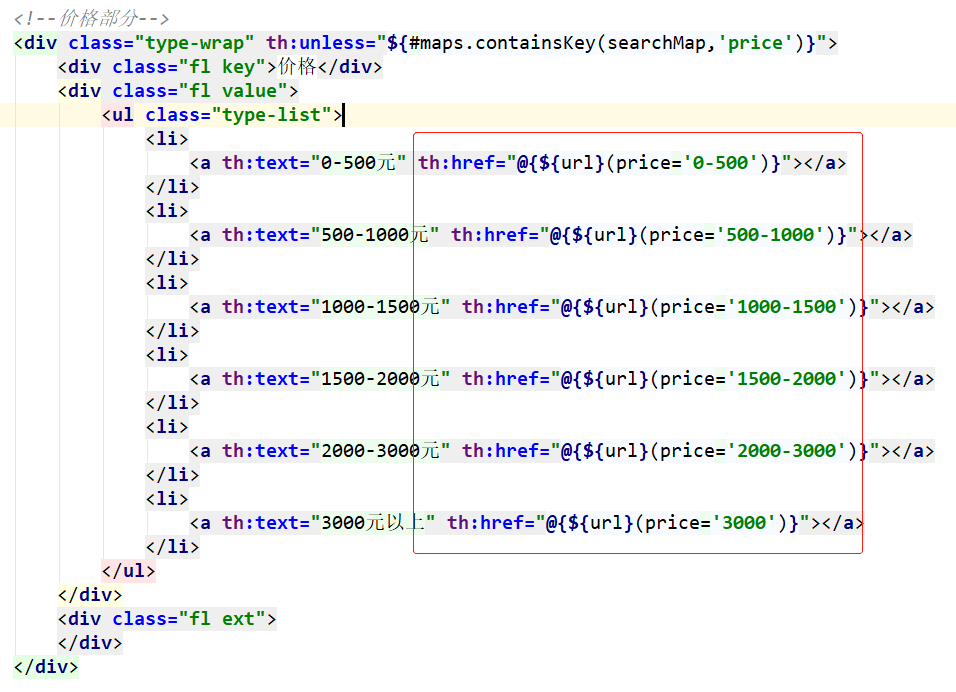 <!--价格部分-->
<div class="type-wrap" th:unless="${#maps.containsKey(searchMap,'price')}">
    <div class="fl key">价格</div>
    <div class="fl value">
        <ul class="type-list">
            <li>
                <a th:text="0-500元" th:href="@{${url}(price='0-500')}"></a>
            </li>
            <li>
                <a th:text="500-1000元" th:href="@{${url}(price='500-1000')}"></a>
            </li>
            <li>
                <a th:text="1000-1500元" th:href="@{${url}(price='1000-1500')}"></a>
            </li>
            <li>
                <a th:text="1500-2000元" th:href="@{${url}(price='1500-2000')}"></a>
            </li>
            <li>
                <a th:text="2000-3000元" th:href="@{${url}(price='2000-3000')}"></a>
            </li>
            <li>
                <a th:text="3000元以上" th:href="@{${url}(price='3000')}"></a>
            </li>
        </ul>
    </div>
    <div class="fl ext">
    </div>
</div>